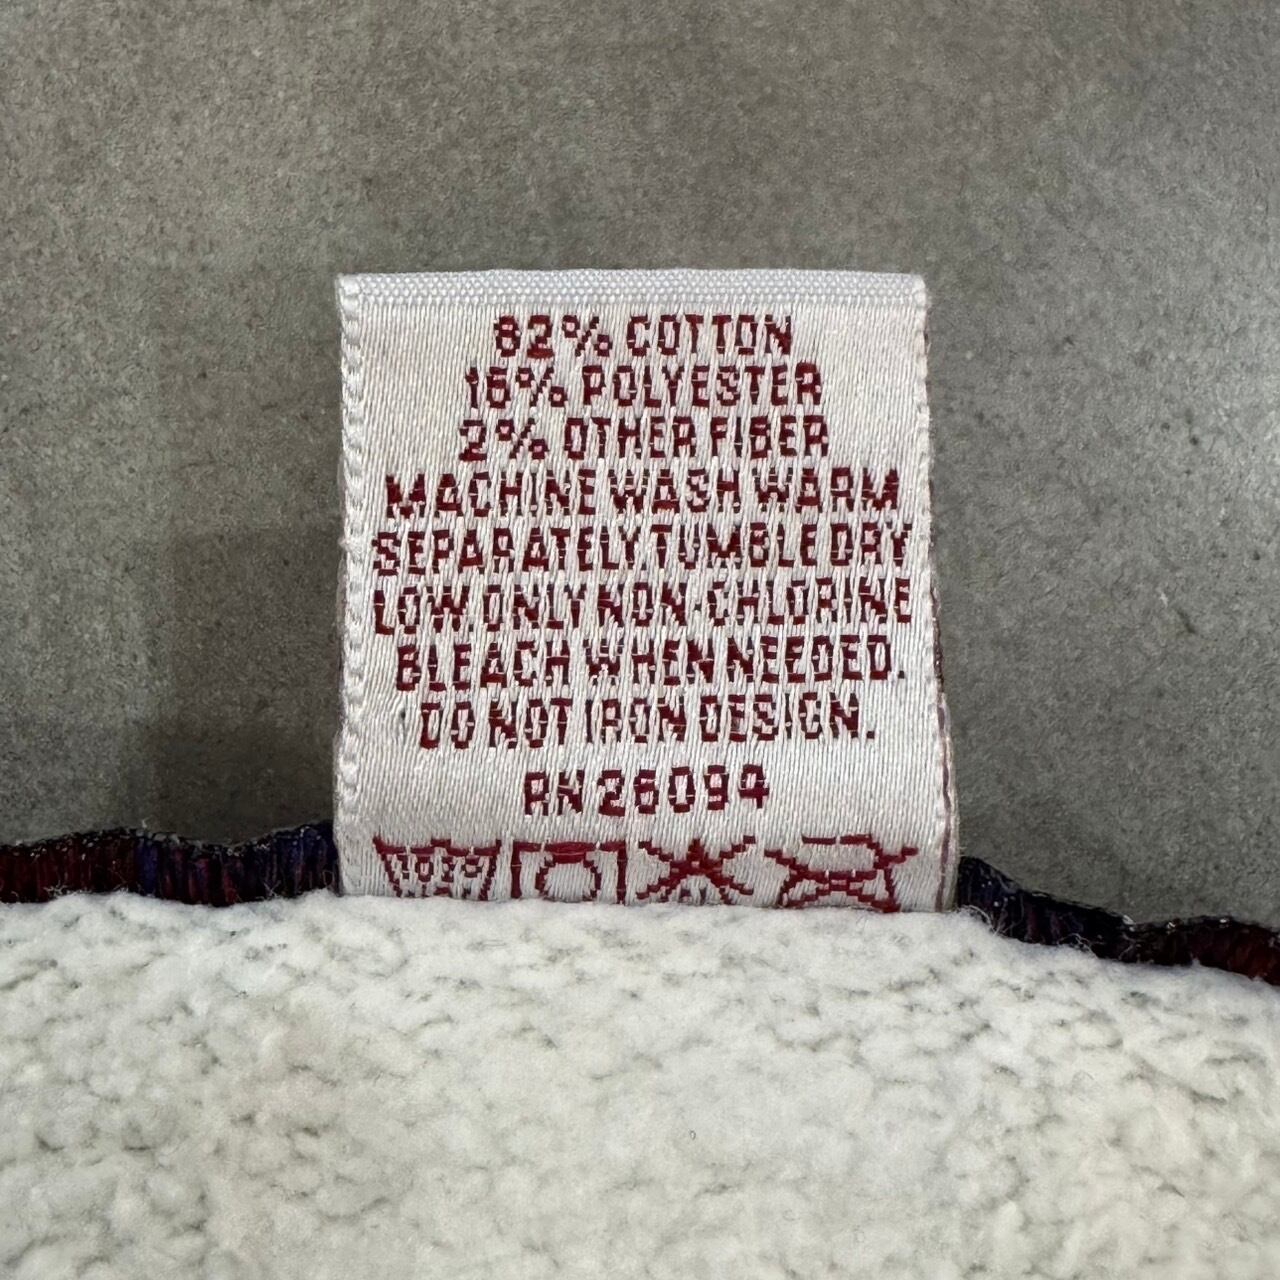 82% COTTON
16% POLYESTER
2% OTHER FIBER
MACHINE WASH WARM
SEPARATELY TUMBLE DRY
LOW ONLY NON-CHLORINE
BLEACH WHEN NEEDED.
DO NOT IRON DESIGN.
RN 26094